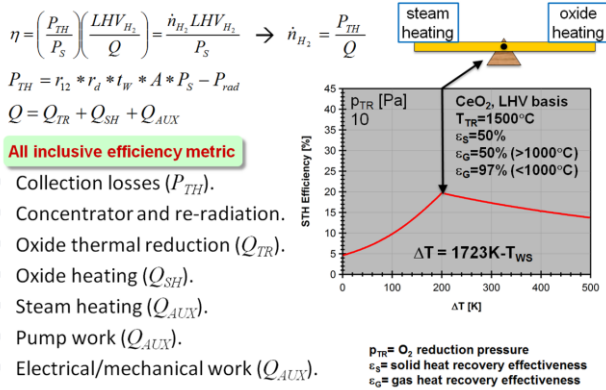 η = (P_TH / P_S)(LHV_H₂ / Q) = ṅ_H₂ LHV_H₂ / P_S → ṅ_H₂ = P_TH / Q
P_TH = r₁₂ * r_d * t_W * A * P_S − P_rad
Q = Q_TR + Q_SH + Q_AUX
All inclusive efficiency metric
Collection losses (P_TH).
Concentrator and re-radiation.
Oxide thermal reduction (Q_TR).
Oxide heating (Q_SH).
Steam heating (Q_AUX).
Pump work (Q_AUX).
Electrical/mechanical work (Q_AUX).
steam heating
oxide heating
45
40
35
30
25
20
15
10
5
0
STH Efficiency [%]
p_TR [Pa]
10
CeO₂, LHV basis
T_TR=1500°C
ε_S=50%
ε_G=50% (>1000°C)
ε_G=97% (<1000°C)
ΔT = 1723K-T_WS
0 100 200 300 400 500
ΔT [K]
p_TR= O₂ reduction pressure
ε_S= solid heat recovery effectiveness
ε_G= gas heat recovery effectiveness